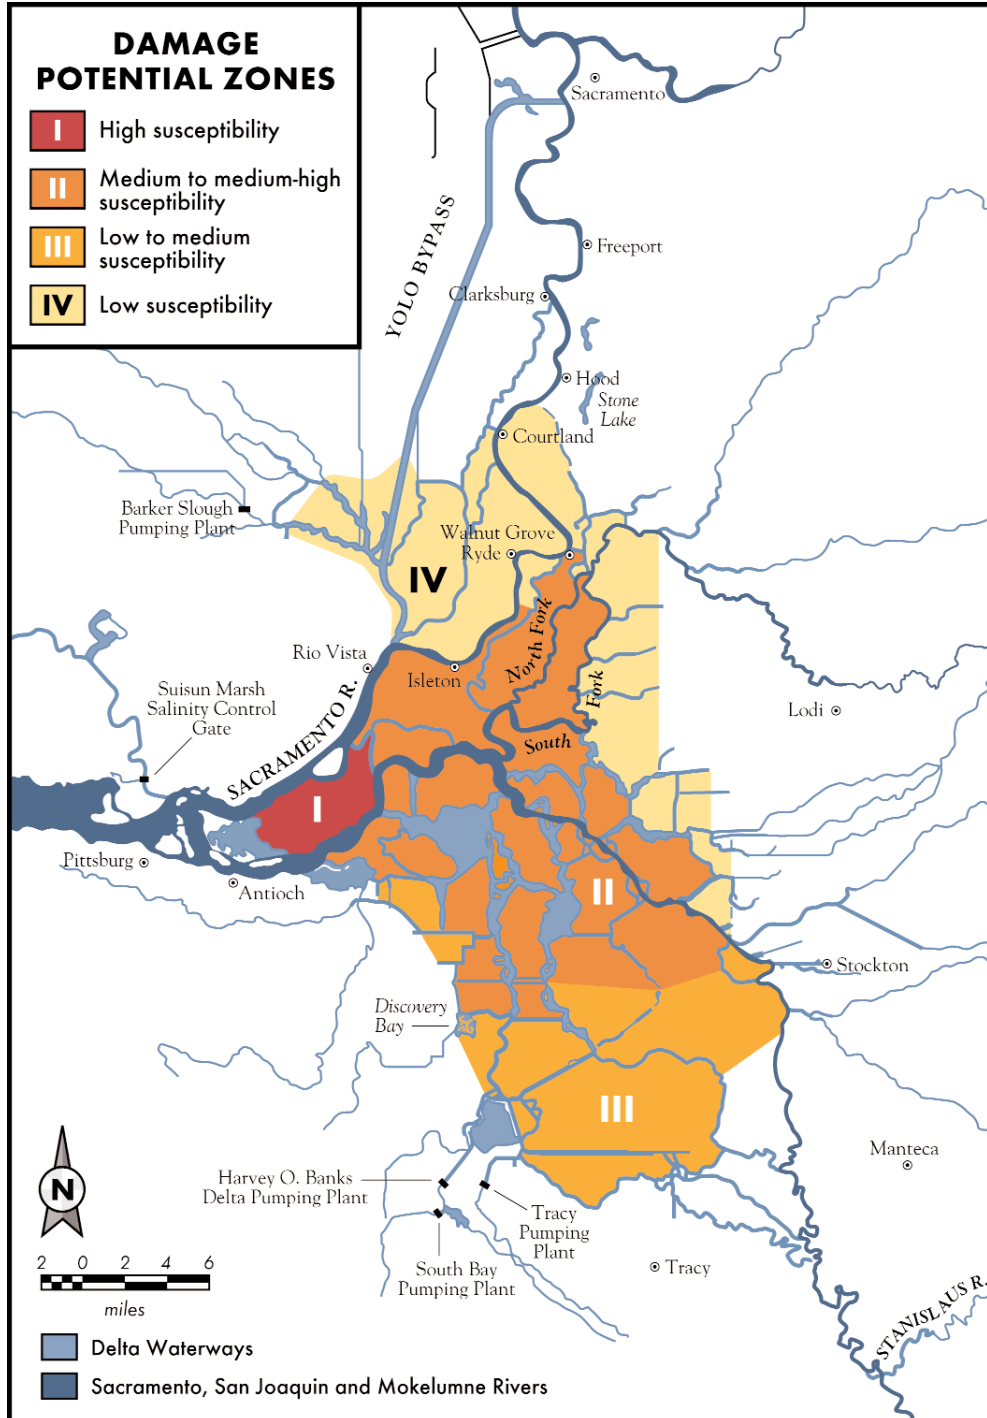 DAMAGE
POTENTIAL ZONES
I
High susceptibility
II
Medium to medium-high
susceptibility
III
Low to medium
susceptibility
IV
Low susceptibility
Sacramento
YOLO BYPASS
Freeport
Clarksburg
Hood
Stone
Lake
Courtland
Barker Slough
Pumping Plant
Walnut Grove
Ryde
IV
North Fork
Rio Vista
Isleton
Fork
South
Suisun Marsh
Salinity Control
Gate
SACRAMENTO R.
Lodi
I
Pittsburg
Antioch
II
Stockton
Discovery
Bay
III
Manteca
Harvey O. Banks
Delta Pumping Plant
Tracy
Pumping
Plant
South Bay
Pumping Plant
Tracy
STANISLAUS R.
N
2 0 2 4 6
miles
Delta Waterways
Sacramento, San Joaquin and Mokelumne Rivers